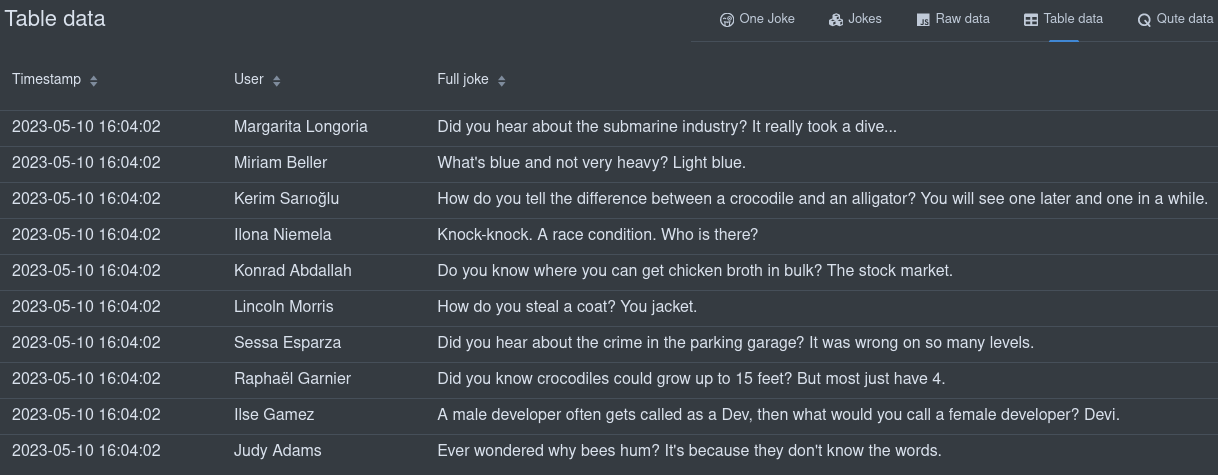 Table data
One Joke Jokes Raw data Table data Qute data
Timestamp User Full joke
2023-05-10 16:04:02 Margarita Longoria Did you hear about the submarine industry? It really took a dive...
2023-05-10 16:04:02 Miriam Beller What's blue and not very heavy? Light blue.
2023-05-10 16:04:02 Kerim Sarıoğlu How do you tell the difference between a crocodile and an alligator? You will see one later and one in a while.
2023-05-10 16:04:02 Ilona Niemela Knock-knock. A race condition. Who is there?
2023-05-10 16:04:02 Konrad Abdallah Do you know where you can get chicken broth in bulk? The stock market.
2023-05-10 16:04:02 Lincoln Morris How do you steal a coat? You jacket.
2023-05-10 16:04:02 Sessa Esparza Did you hear about the crime in the parking garage? It was wrong on so many levels.
2023-05-10 16:04:02 Raphaël Garnier Did you know crocodiles could grow up to 15 feet? But most just have 4.
2023-05-10 16:04:02 Ilse Gamez A male developer often gets called as a Dev, then what would you call a female developer? Devi.
2023-05-10 16:04:02 Judy Adams Ever wondered why bees hum? It's because they don't know the words.